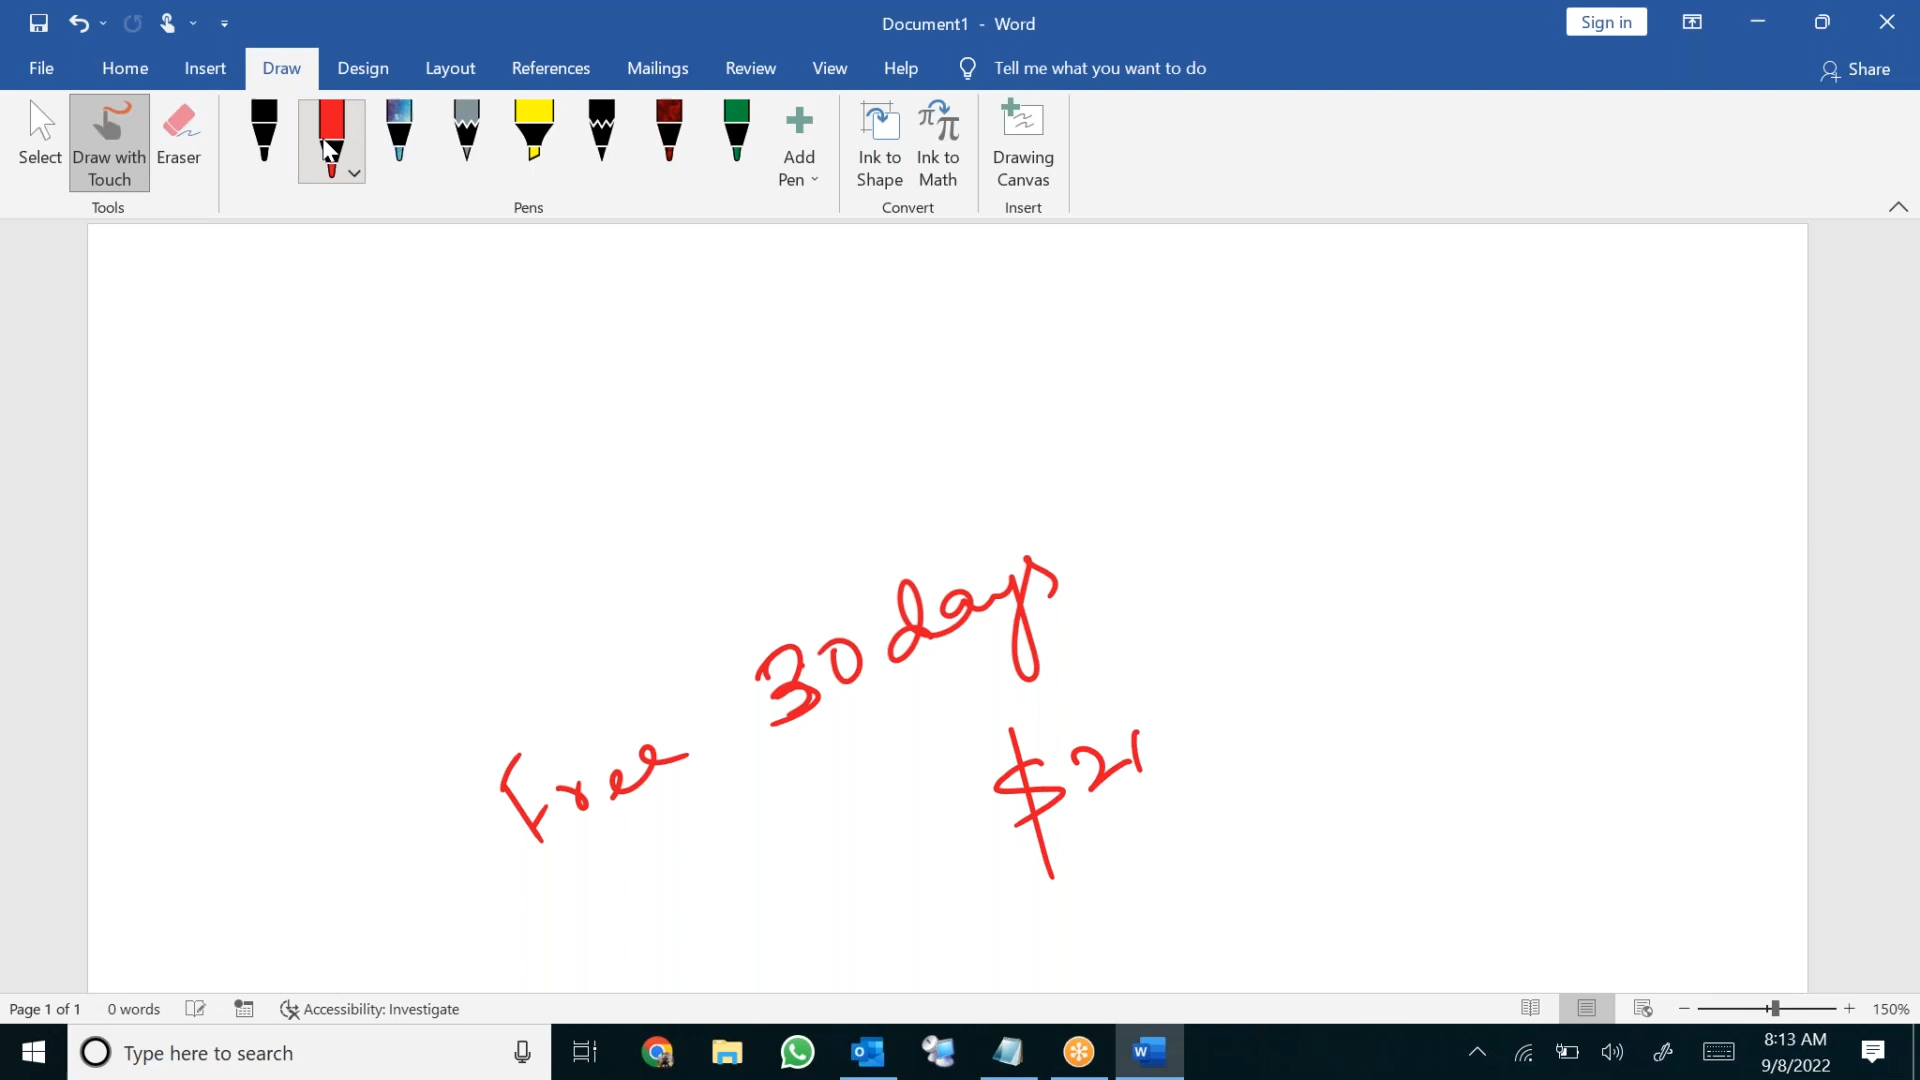 Document1 - Word
Sign in
File Home Insert Draw Design Layout References Mailings Review View Help Tell me what you want to do Share
Select
Draw with Touch
Eraser
Add Pen
Ink to Shape
Ink to Math
Drawing Canvas
Tools Pens Convert Insert
30 days
Free
Page 1 of 1 0 words Accessibility: Investigate 150%
Type here to search
8:13 AM
9/8/2022